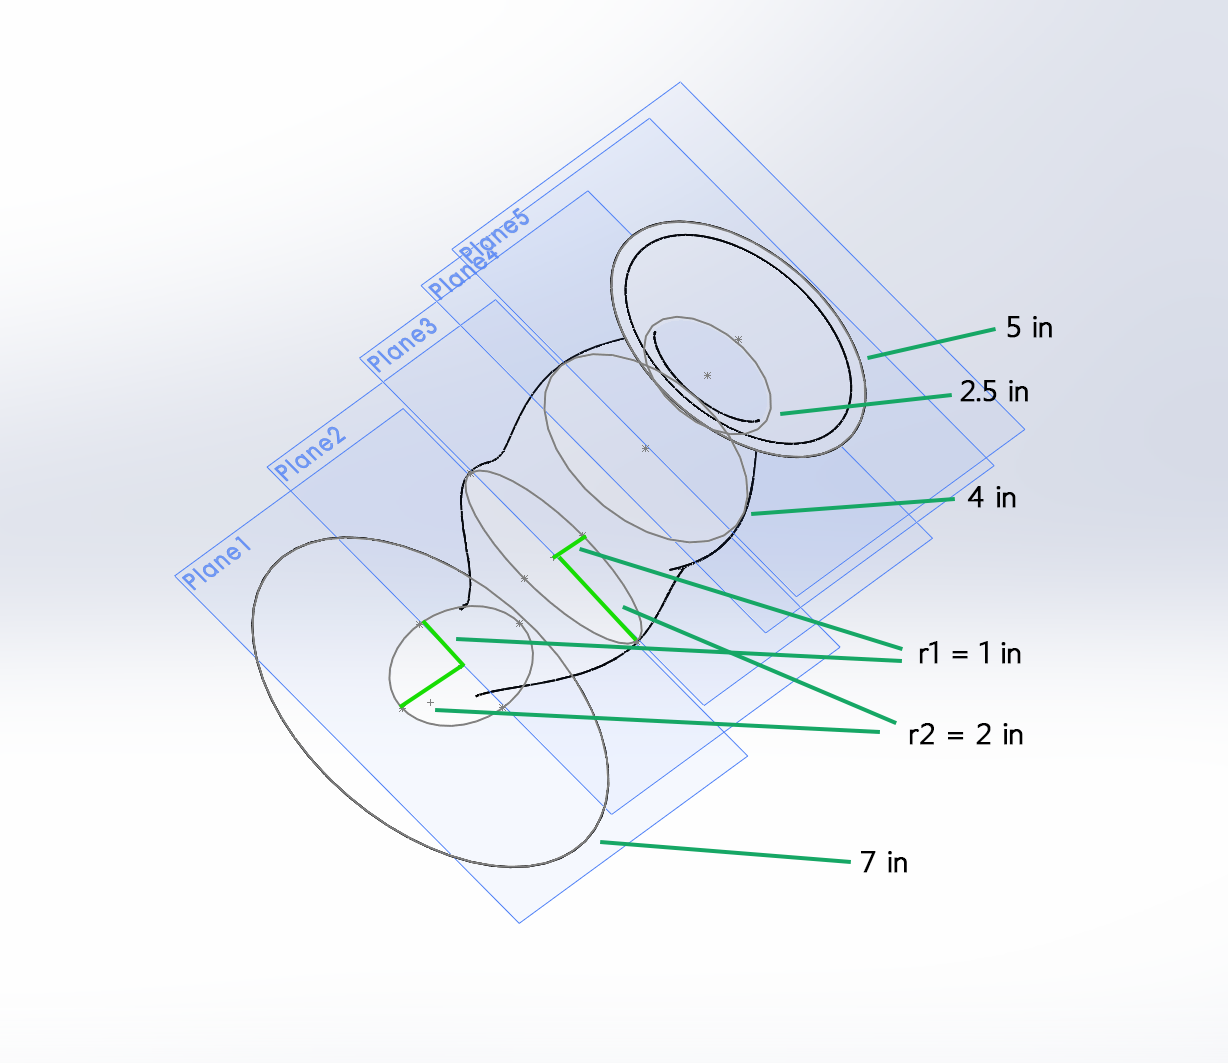 Plane5
Plane4
Plane3
Plane2
Plane1
5 in
2.5 in
4 in
r1 = 1 in
r2 = 2 in
7 in